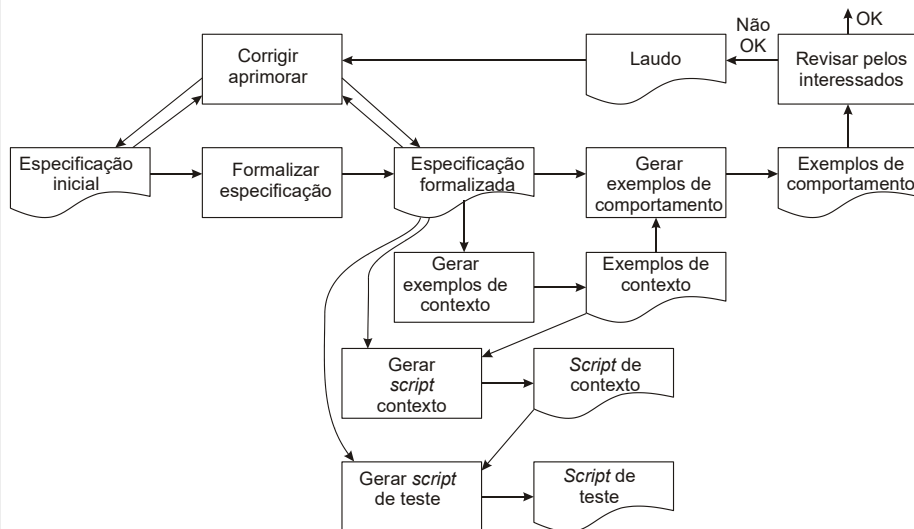 OK
Não
OK
Corrigir
aprimorar
Laudo
Revisar pelos
interessados
Especificação
inicial
Formalizar
especificação
Especificação
formalizada
Gerar
exemplos de
comportamento
Exemplos de
comportamento
Gerar
exemplos de
contexto
Exemplos de
contexto
Gerar
script
contexto
Script de
contexto
Gerar script
de teste
Script de
teste